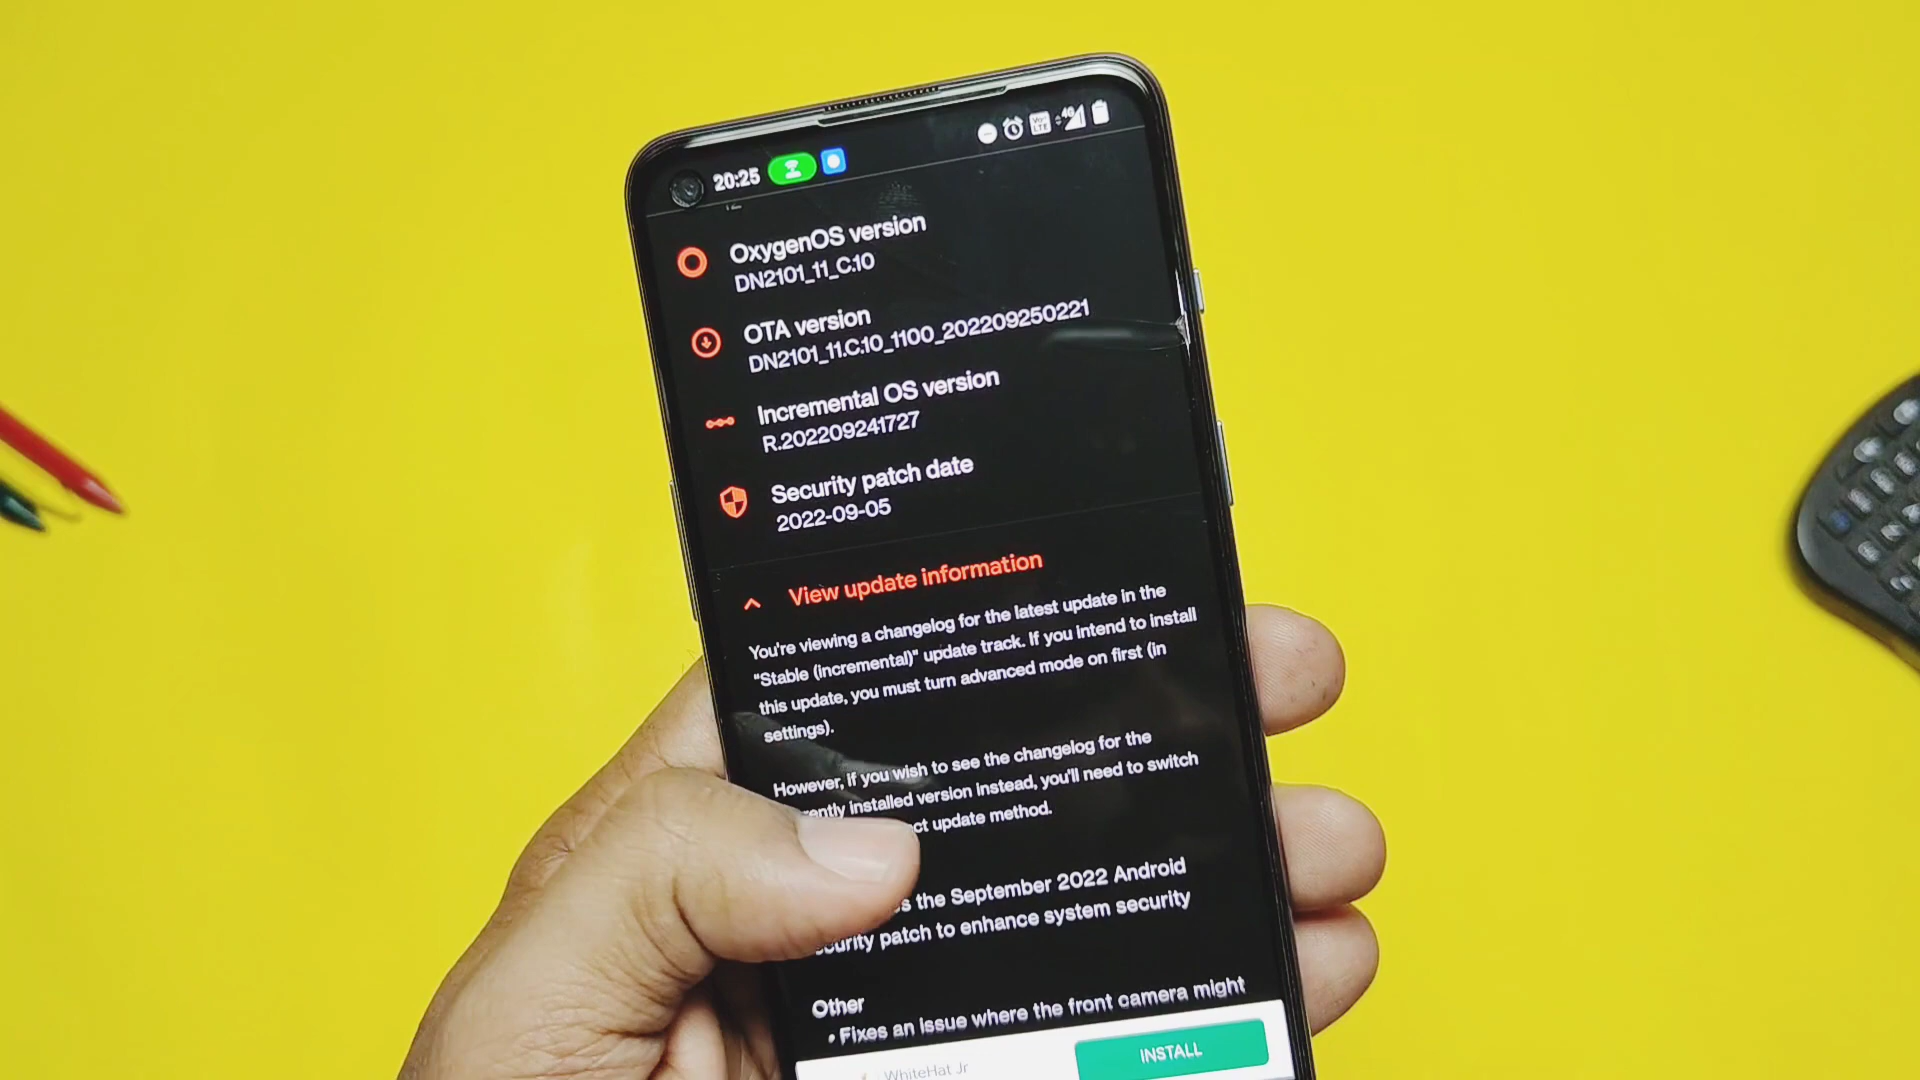 20:25
Vo LTE
4G
OxygenOS version
DN2101_11_C.10
OTA version
DN2101_11.C.10_1100_202209250221
Incremental OS version
R.202209241727
Security patch date
2022-09-05
View update information
You're viewing a changelog for the latest update in the
"Stable (incremental)" update track. If you intend to install
this update, you must turn advanced mode on first (in
settings).
However, if you wish to see the changelog for the
installed version instead, you'll need to switch
update method.
the September 2022 Android
patch to enhance system security
Other
• Fixes an issue where the front camera might
WhiteHat Jr
INSTALL